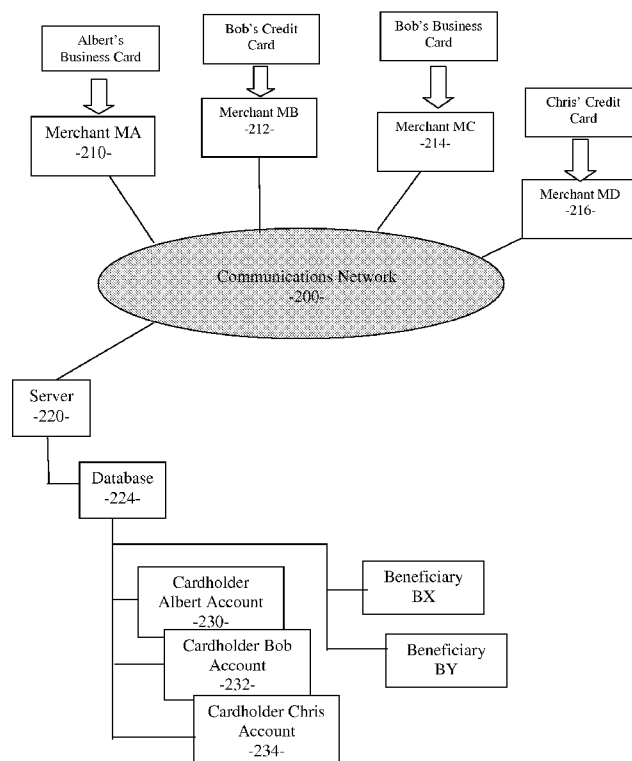 Albert's
Business Card
Bob's Credit
Card
Bob's Business
Card
Chris' Credit
Card
Merchant MA
-210-
Merchant MB
-212-
Merchant MC
-214-
Merchant MD
-216-
Communications Network
-200-
Server
-220-
Database
-224-
Cardholder
Albert Account
-230-
Cardholder Bob
Account
-232-
Cardholder Chris
Account
-234-
Beneficiary
BX
Beneficiary
BY